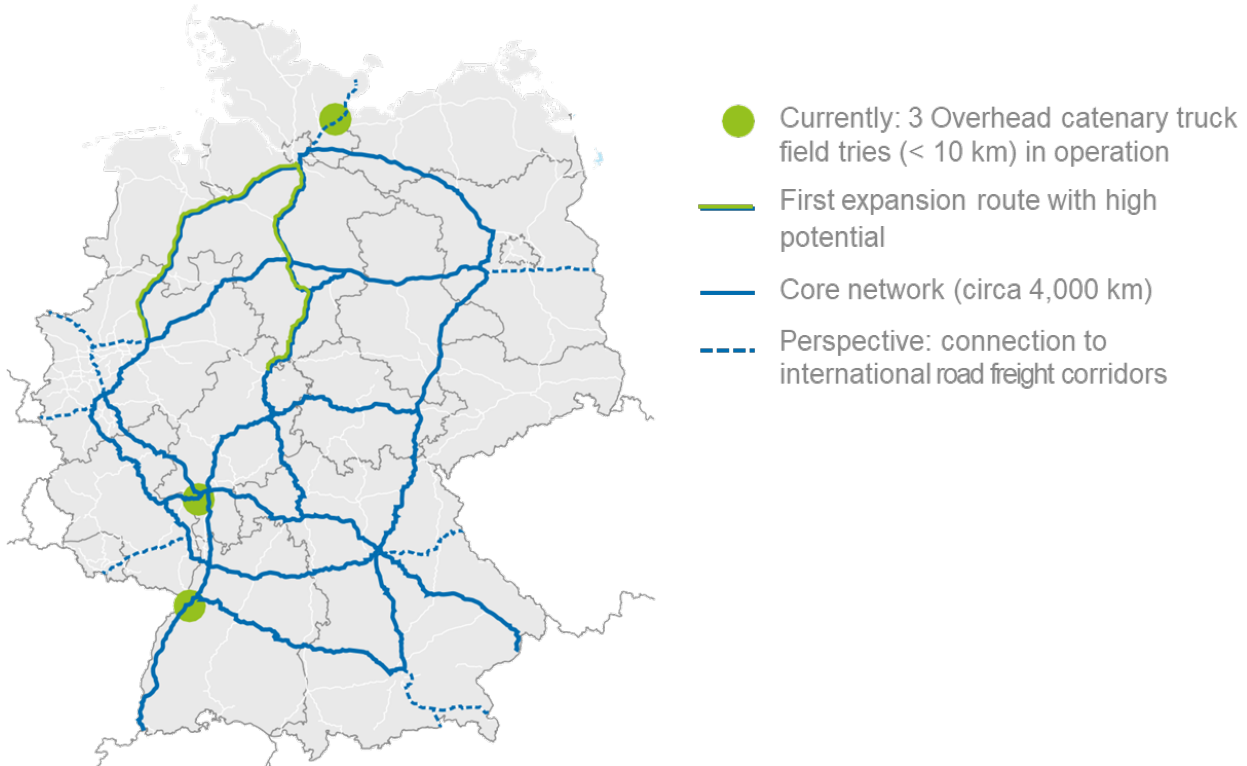 Currently: 3 Overhead catenary truck
field tries (< 10 km) in operation
First expansion route with high
potential
Core network (circa 4,000 km)
Perspective: connection to
international road freight corridors